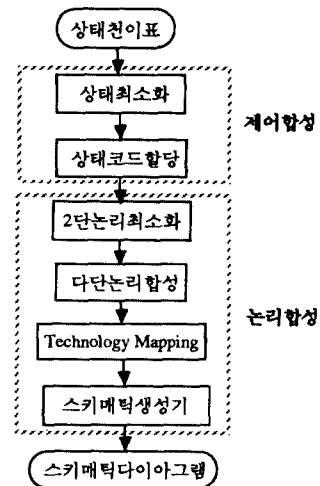 상태천이표
상태최소화
제어합성
상태코드할당
2단논리최소화
다단논리합성
논리합성
Technology Mapping
스키매틱생성기
스키매틱다이아그램